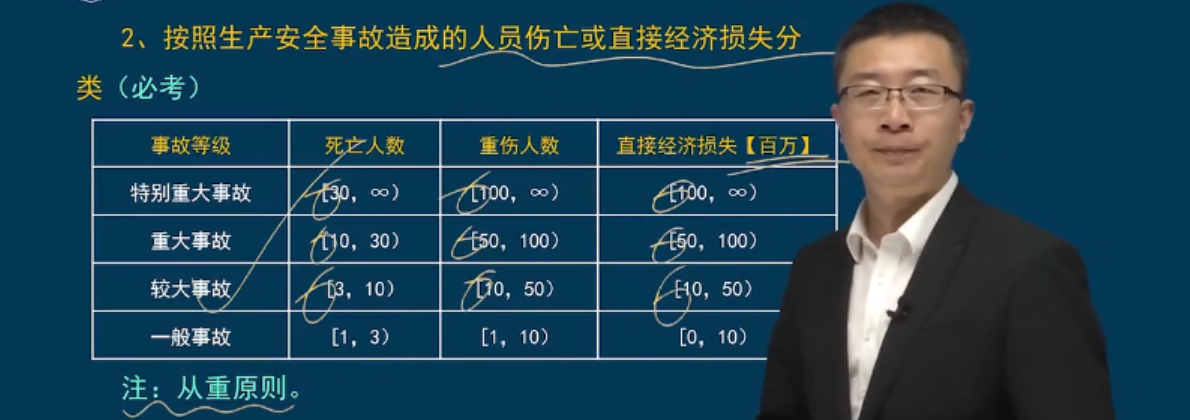 2、按照生产安全事故造成的人员伤亡或直接经济损失分
类（必考）
事故等级 死亡人数 重伤人数 直接经济损失【百万】
特别重大事故 [30，∞） [100，∞） [100，∞）
重大事故 [10，30） [50，100） [50，100）
较大事故 [3，10） [10，50） [10，50）
一般事故 [1，3） [1，10） [0，10）
注：从重原则。